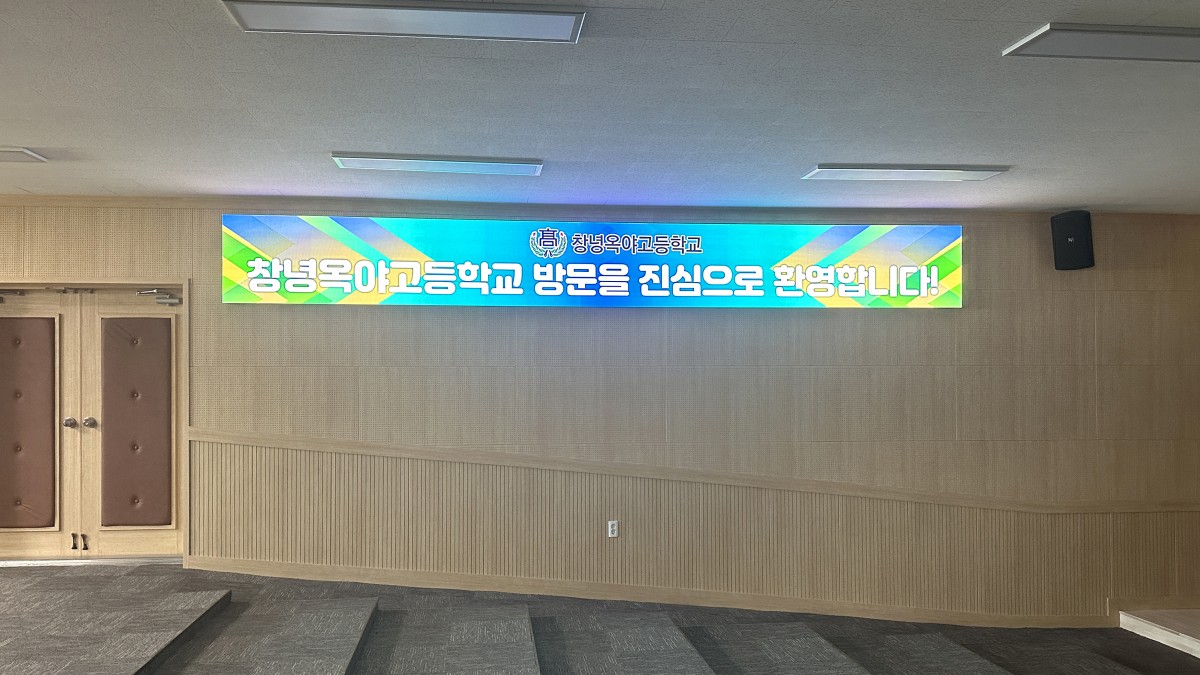 高 창녕옥야고등학교
창녕옥야고등학교 방문을 진심으로 환영합니다!